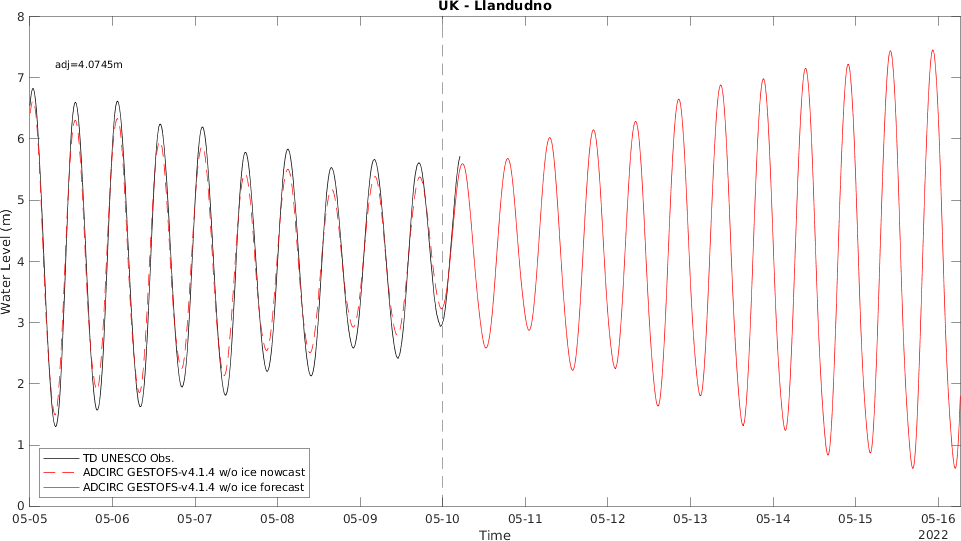 UK - Llandudno
8
adj=4.0745m
7
6
5
4
3
2
1
0
Water Level (m)
TD UNESCO Obs.
ADCIRC GESTOFS-v4.1.4 w/o ice nowcast
ADCIRC GESTOFS-v4.1.4 w/o ice forecast
05-05 05-06 05-07 05-08 05-09 05-10 05-11 05-12 05-13 05-14 05-15 05-16
Time
2022